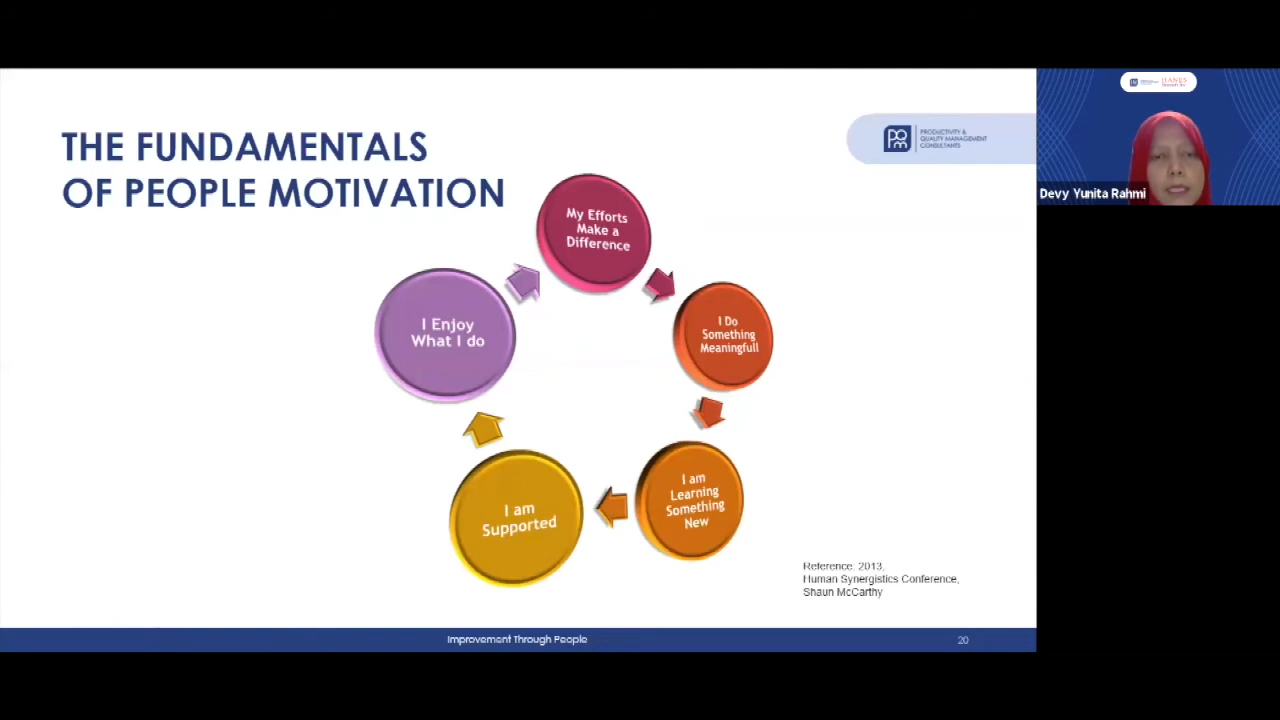 THE FUNDAMENTALS
OF PEOPLE MOTIVATION
PRODUCTIVITY &
QUALITY MANAGEMENT
CONSULTANTS
Devy Yunita Rahmi
My Efforts
Make a
Difference
I Do
Something
Meaningfull
I am
Learning
Something
New
I am
Supported
I Enjoy
What I do
Reference: 2013,
Human Synergistics Conference,
Shaun McCarthy
Improvement Through People
20